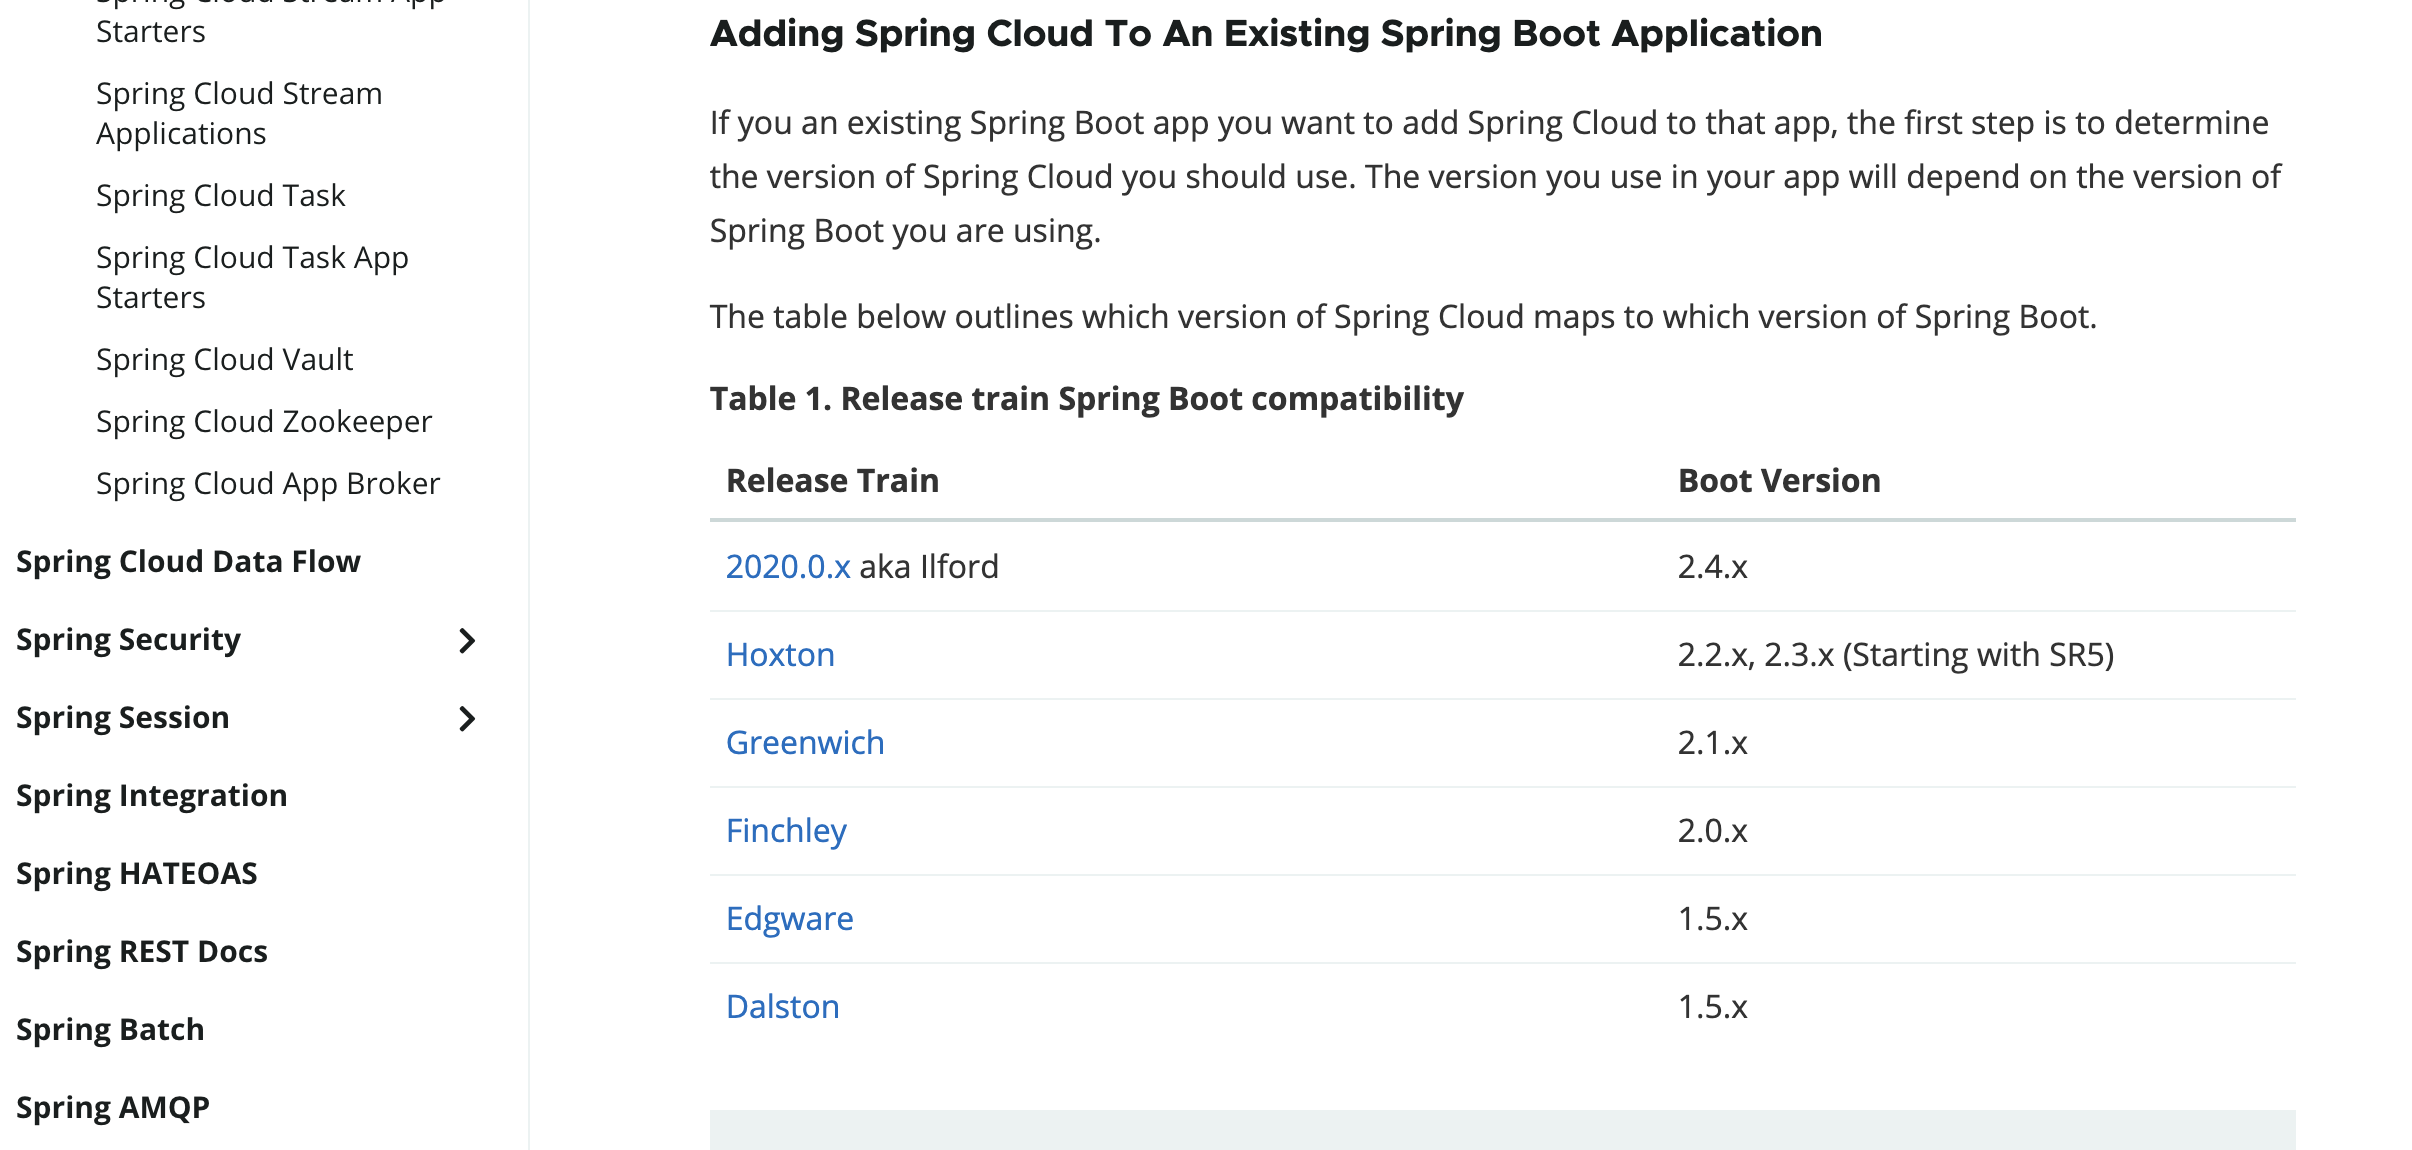 Spring Cloud Stream App
Starters
Spring Cloud Stream
Applications
Spring Cloud Task
Spring Cloud Task App
Starters
Spring Cloud Vault
Spring Cloud Zookeeper
Spring Cloud App Broker
Spring Cloud Data Flow
Spring Security
Spring Session
Spring Integration
Spring HATEOAS
Spring REST Docs
Spring Batch
Spring AMQP
Adding Spring Cloud To An Existing Spring Boot Application
If you an existing Spring Boot app you want to add Spring Cloud to that app, the first step is to determine
the version of Spring Cloud you should use. The version you use in your app will depend on the version of
Spring Boot you are using.
The table below outlines which version of Spring Cloud maps to which version of Spring Boot.
Table 1. Release train Spring Boot compatibility
Release Train Boot Version
2020.0.x aka Ilford 2.4.x
Hoxton 2.2.x, 2.3.x (Starting with SR5)
Greenwich 2.1.x
Finchley 2.0.x
Edgware 1.5.x
Dalston 1.5.x